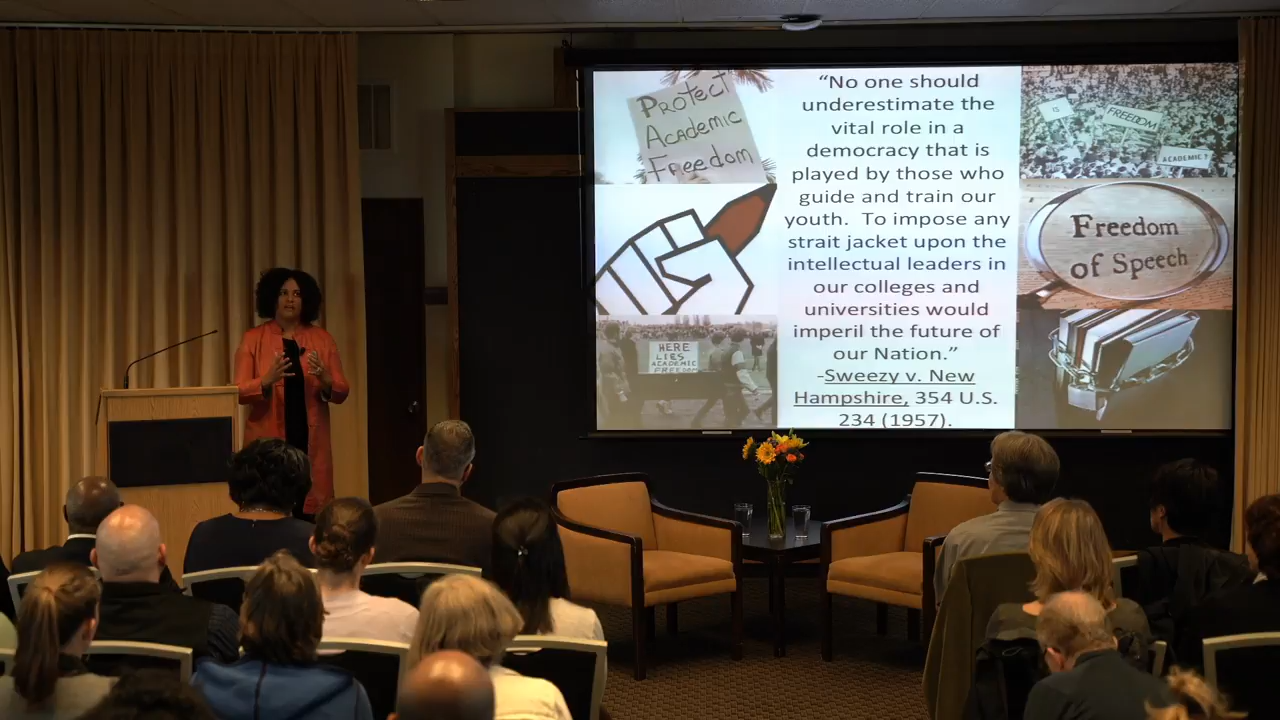 Protect
Academic
Freedom
HERE
LIES
ACADEMIC
FREEDOM
“No one should
underestimate the
vital role in a
democracy that is
played by those who
guide and train our
youth.  To impose any
strait jacket upon the
intellectual leaders in
our colleges and
universities would
imperil the future of
our Nation.”
-Sweezy v. New
Hampshire, 354 U.S.
234 (1957).
IS
FREEDOM
ACADEMIC?
Freedom
of Speech